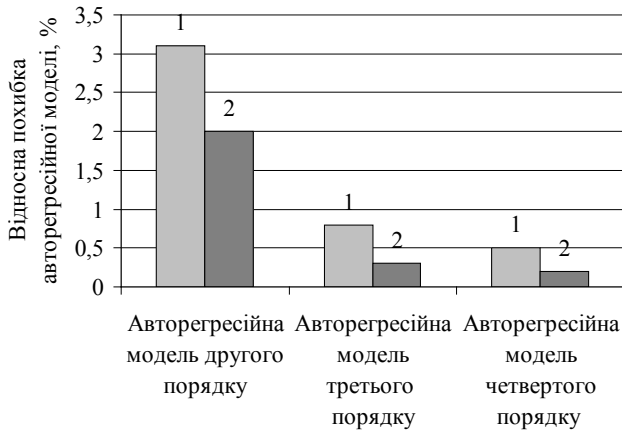 Відносна похибка
авторегресійної моделі, %
3,5
3
2,5
2
1,5
1
0,5
0
1
2
1
2
1
2
Авторегресійна
модель другого
порядку
Авторегресійна
модель
третього
порядку
Авторегресійна
модель
четвертого
порядку